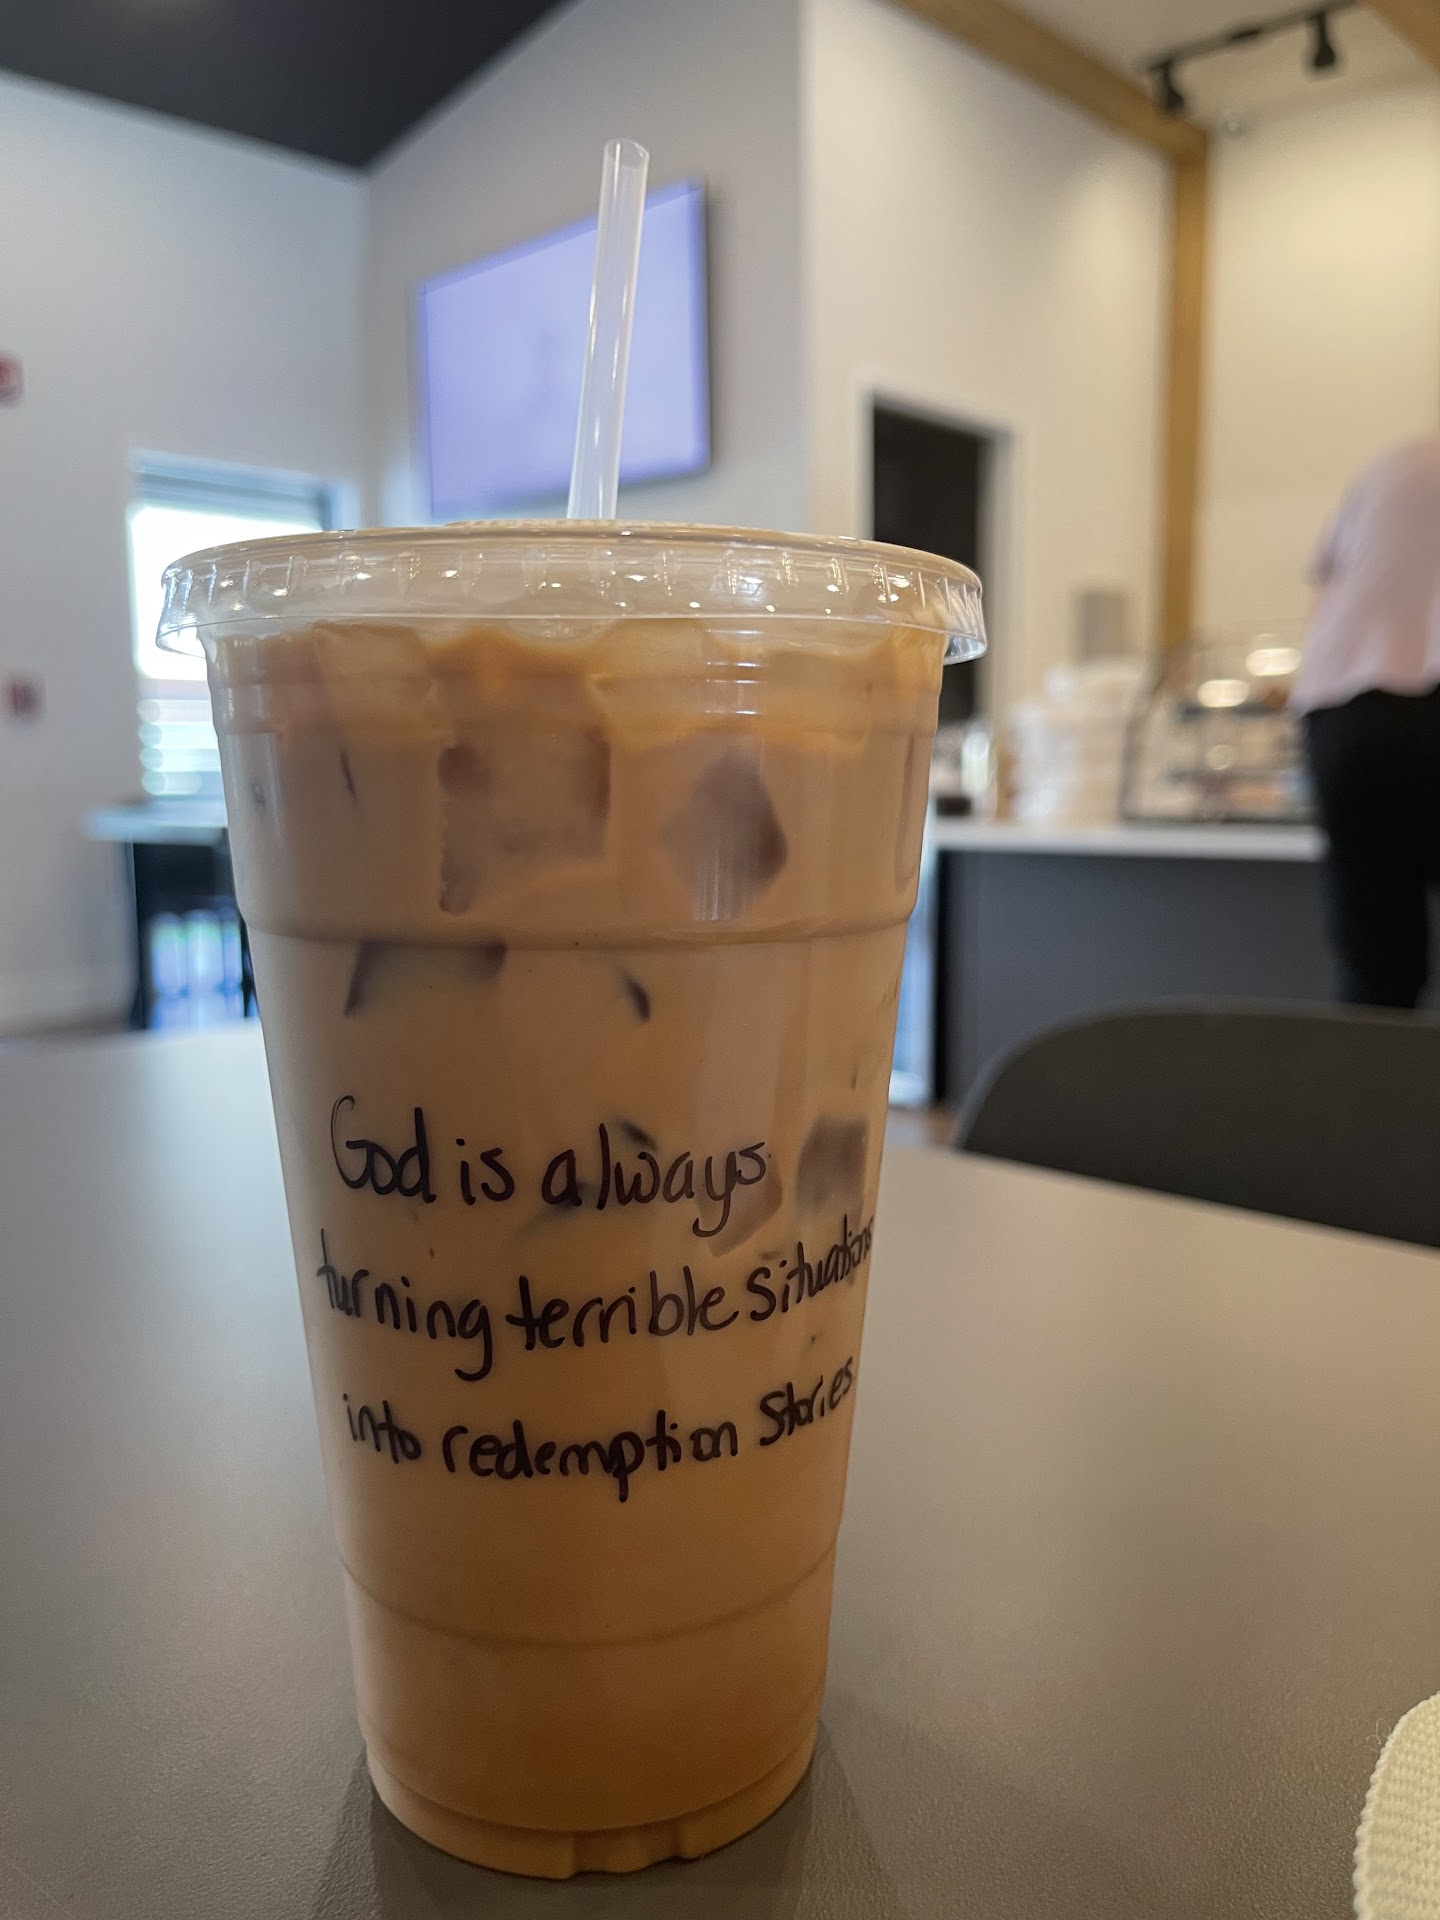 God is always
turning terrible situations
into redemption stories.